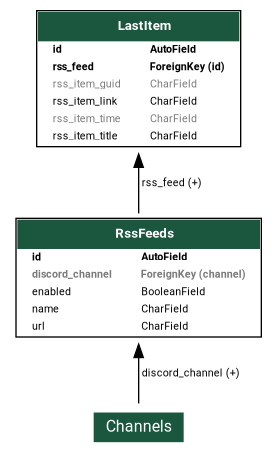 LastItem
id AutoField
rss_feed ForeignKey (id)
rss_item_guid CharField
rss_item_link CharField
rss_item_time CharField
rss_item_title CharField
rss_feed (+)
RssFeeds
id AutoField
discord_channel ForeignKey (channel)
enabled BooleanField
name CharField
url CharField
discord_channel (+)
Channels